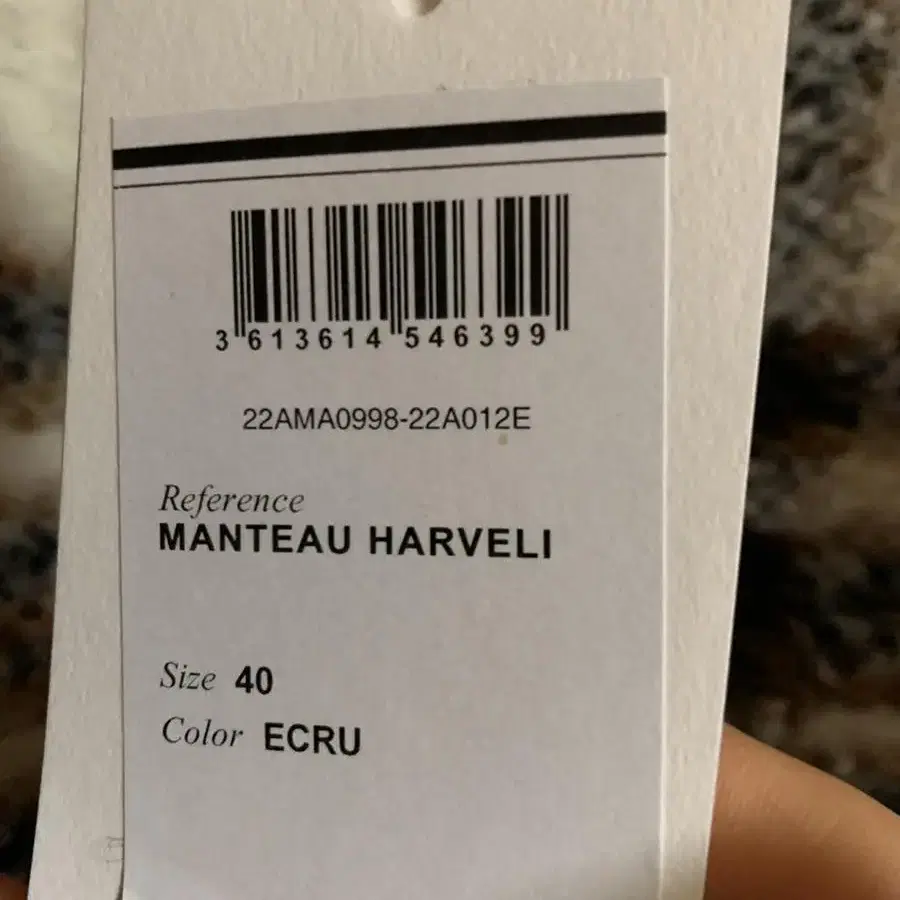 3 613614 546399
22AMA0998-22A012E
Reference
MANTEAU HARVELI
Size 40
Color ECRU